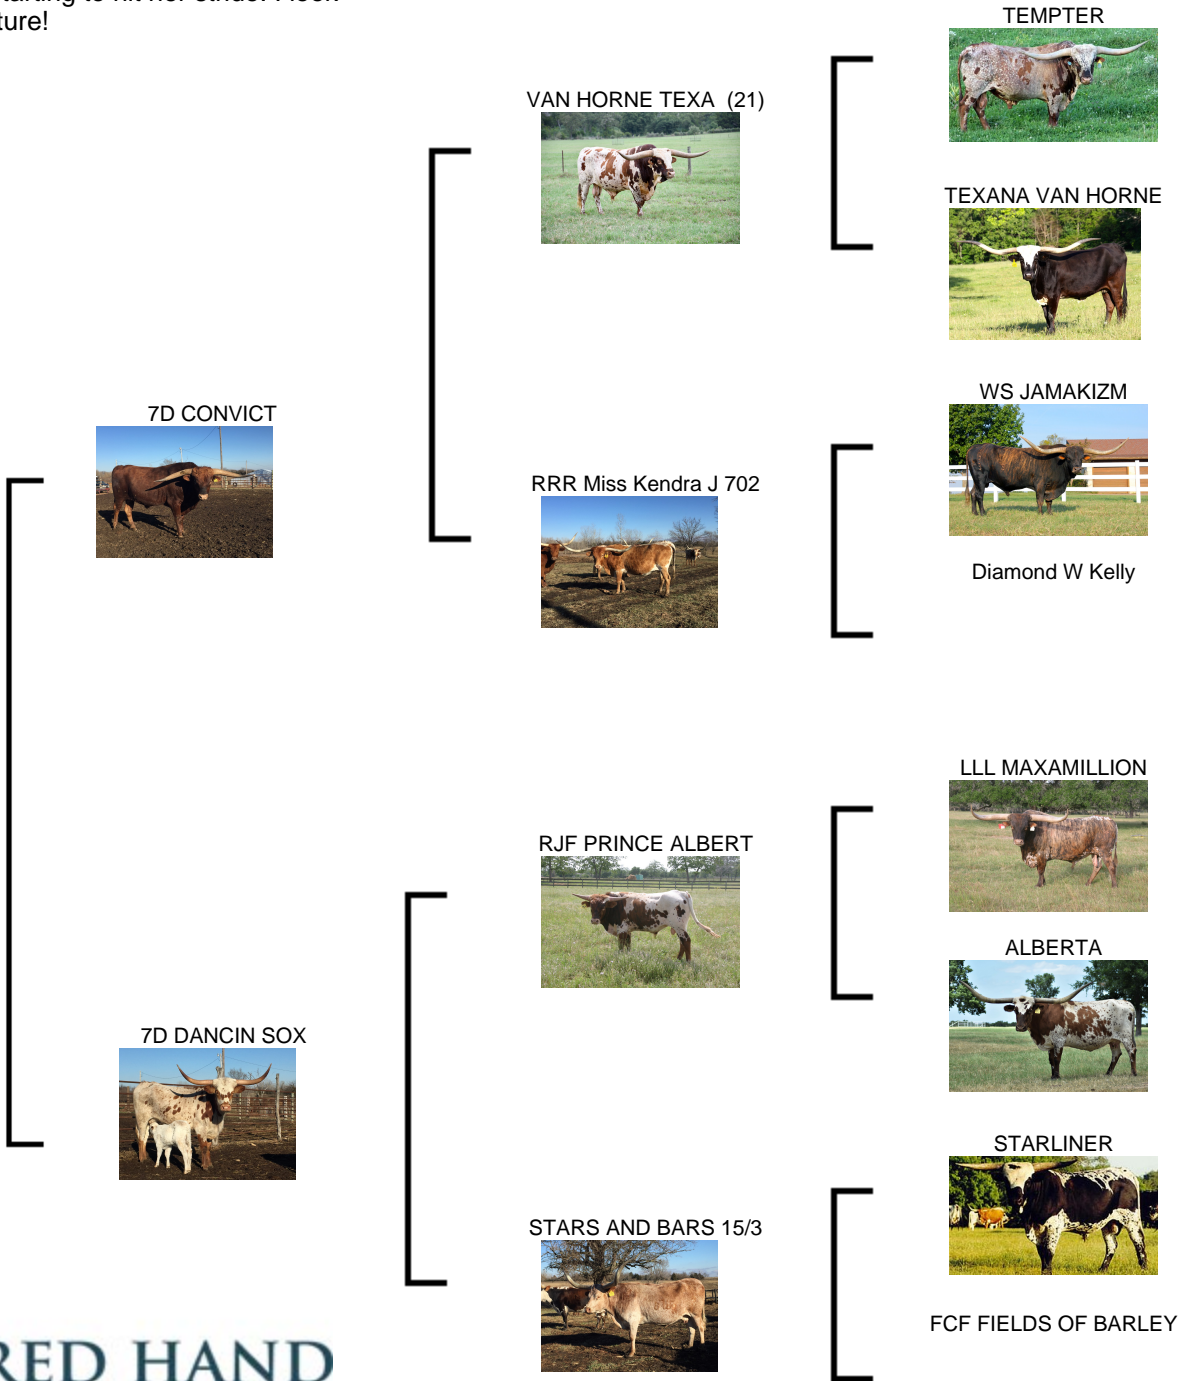 ture!
TEMPTER
VAN HORNE TEXA (21)
TEXANA VAN HORNE
WS JAMAKIZM
7D CONVICT
RRR Miss Kendra J 702
Diamond W Kelly
LLL MAXAMILLION
RJF PRINCE ALBERT
ALBERTA
7D DANCIN SOX
STARLINER
STARS AND BARS 15/3
FCF FIELDS OF BARLEY
RED HAND